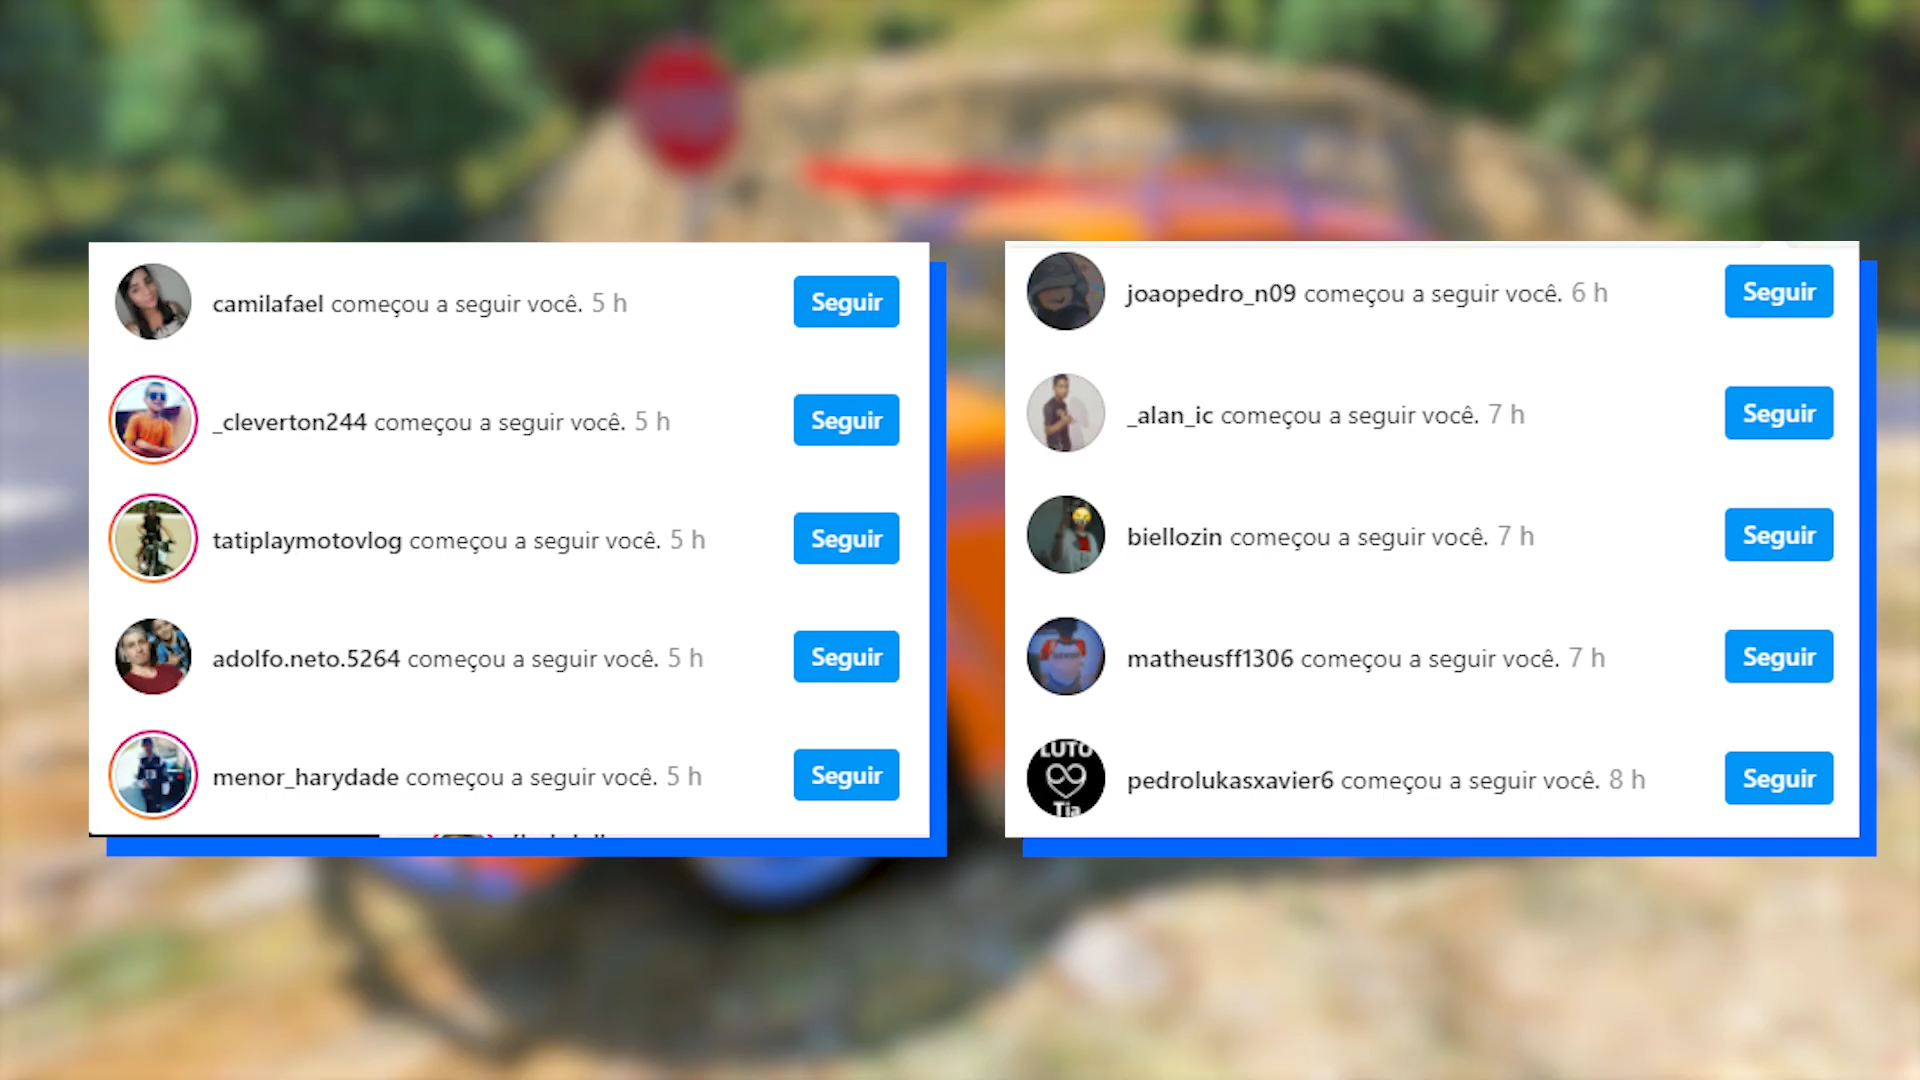 camilafael começou a seguir você. 5 h Seguir
_cleverton244 começou a seguir você. 5 h Seguir
tatiplaymotovlog começou a seguir você. 5 h Seguir
adolfo.neto.5264 começou a seguir você. 5 h Seguir
menor_harydade começou a seguir você. 5 h Seguir
joaopedro_n09 começou a seguir você. 6 h Seguir
_alan_ic começou a seguir você. 7 h Seguir
biellozin começou a seguir você. 7 h Seguir
matheusff1306 começou a seguir você. 7 h Seguir
LUTO
Tia
pedrolukasxavier6 começou a seguir você. 8 h Seguir